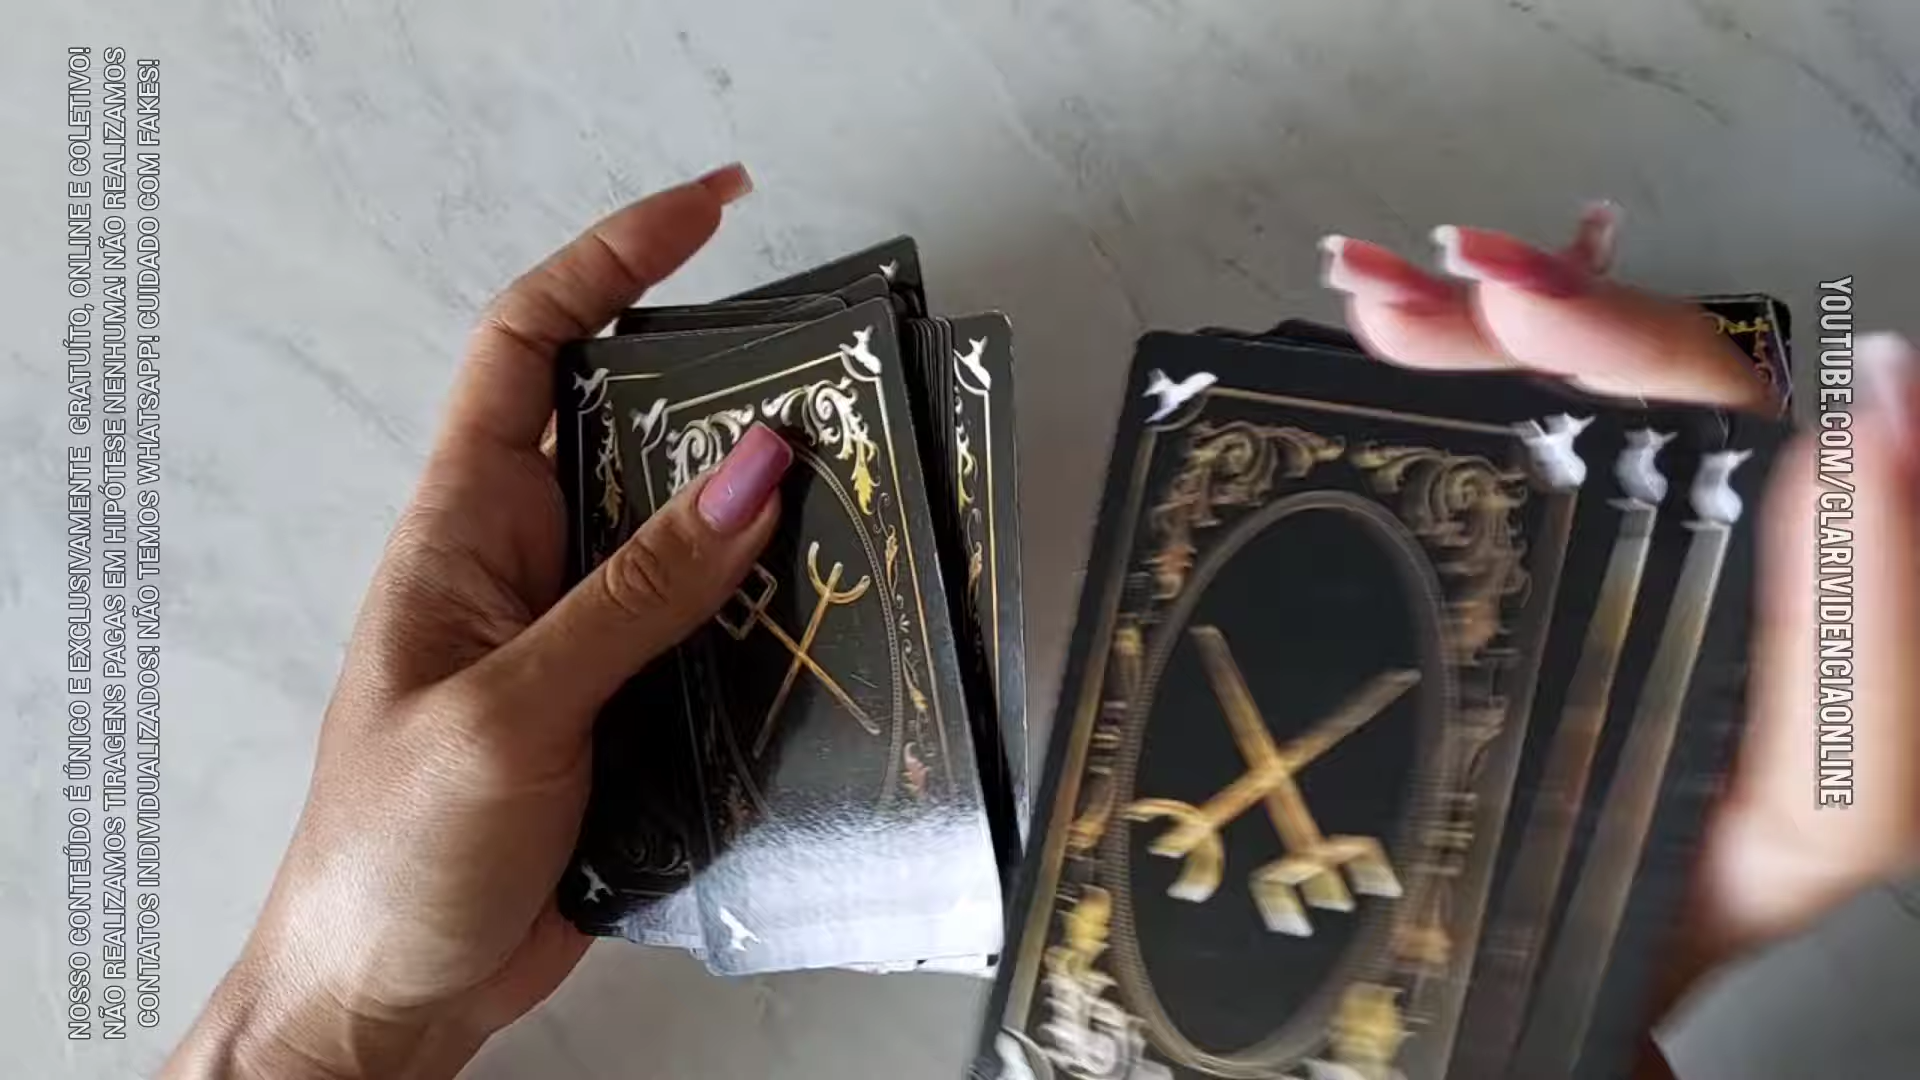 NOSSO CONTEÚDO É ÚNICO E EXCLUSIVAMENTE GRATUÍTO, ONLINE E COLETIVO!
NÃO REALIZAMOS TIRAGENS PAGAS EM HIPÓTESE NENHUMA! NÃO REALIZAMOS
CONTATOS INDIVIDUALIZADOS! NÃO TEMOS WHATSAPP! CUIDADO COM FAKES!
YOUTUBE.COM/CLARIVIDENCIAONLINE